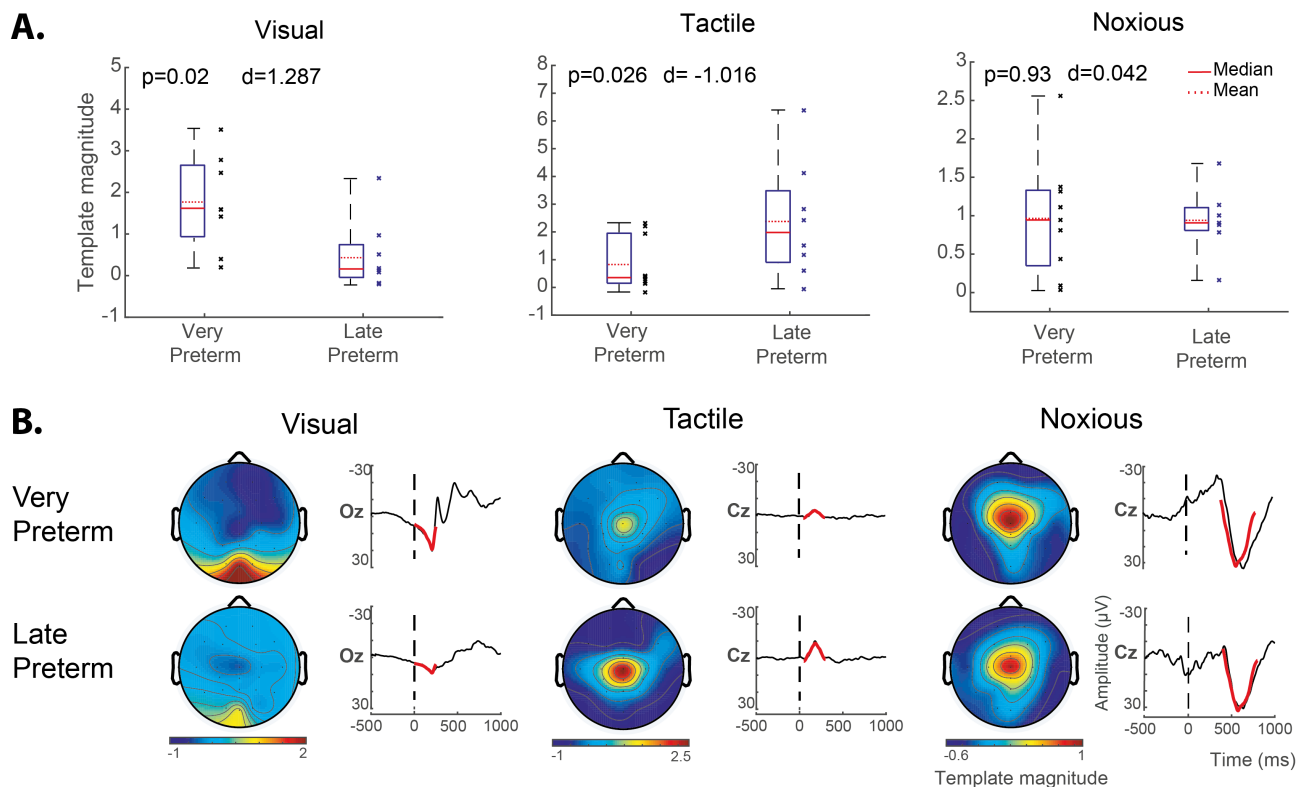 A.
Visual
Tactile
Noxious
p=0.02 d=1.287
p=0.026 d= -1.016
p=0.93 d=0.042
Median
Mean
Template magnitude
5
4
3
2
1
0
-1
8
7
6
5
4
3
2
1
0
-1
3
2.5
2
1.5
1
0.5
0
Very
Preterm
Late
Preterm
Very
Preterm
Late
Preterm
Very
Preterm
Late
Preterm
B.
Visual
Tactile
Noxious
Very
Preterm
-30
Oz
30
-30
Cz
30
-30
Cz
30
Late
Preterm
-30
Oz
30
-500 0 500 1000
-30
Cz
30
-500 0 500 1000
Amplitude (µV)
-30
Cz
30
-500 0 500 1000
-1 2
-1 2.5
-0.6 1
Template magnitude
Time (ms)